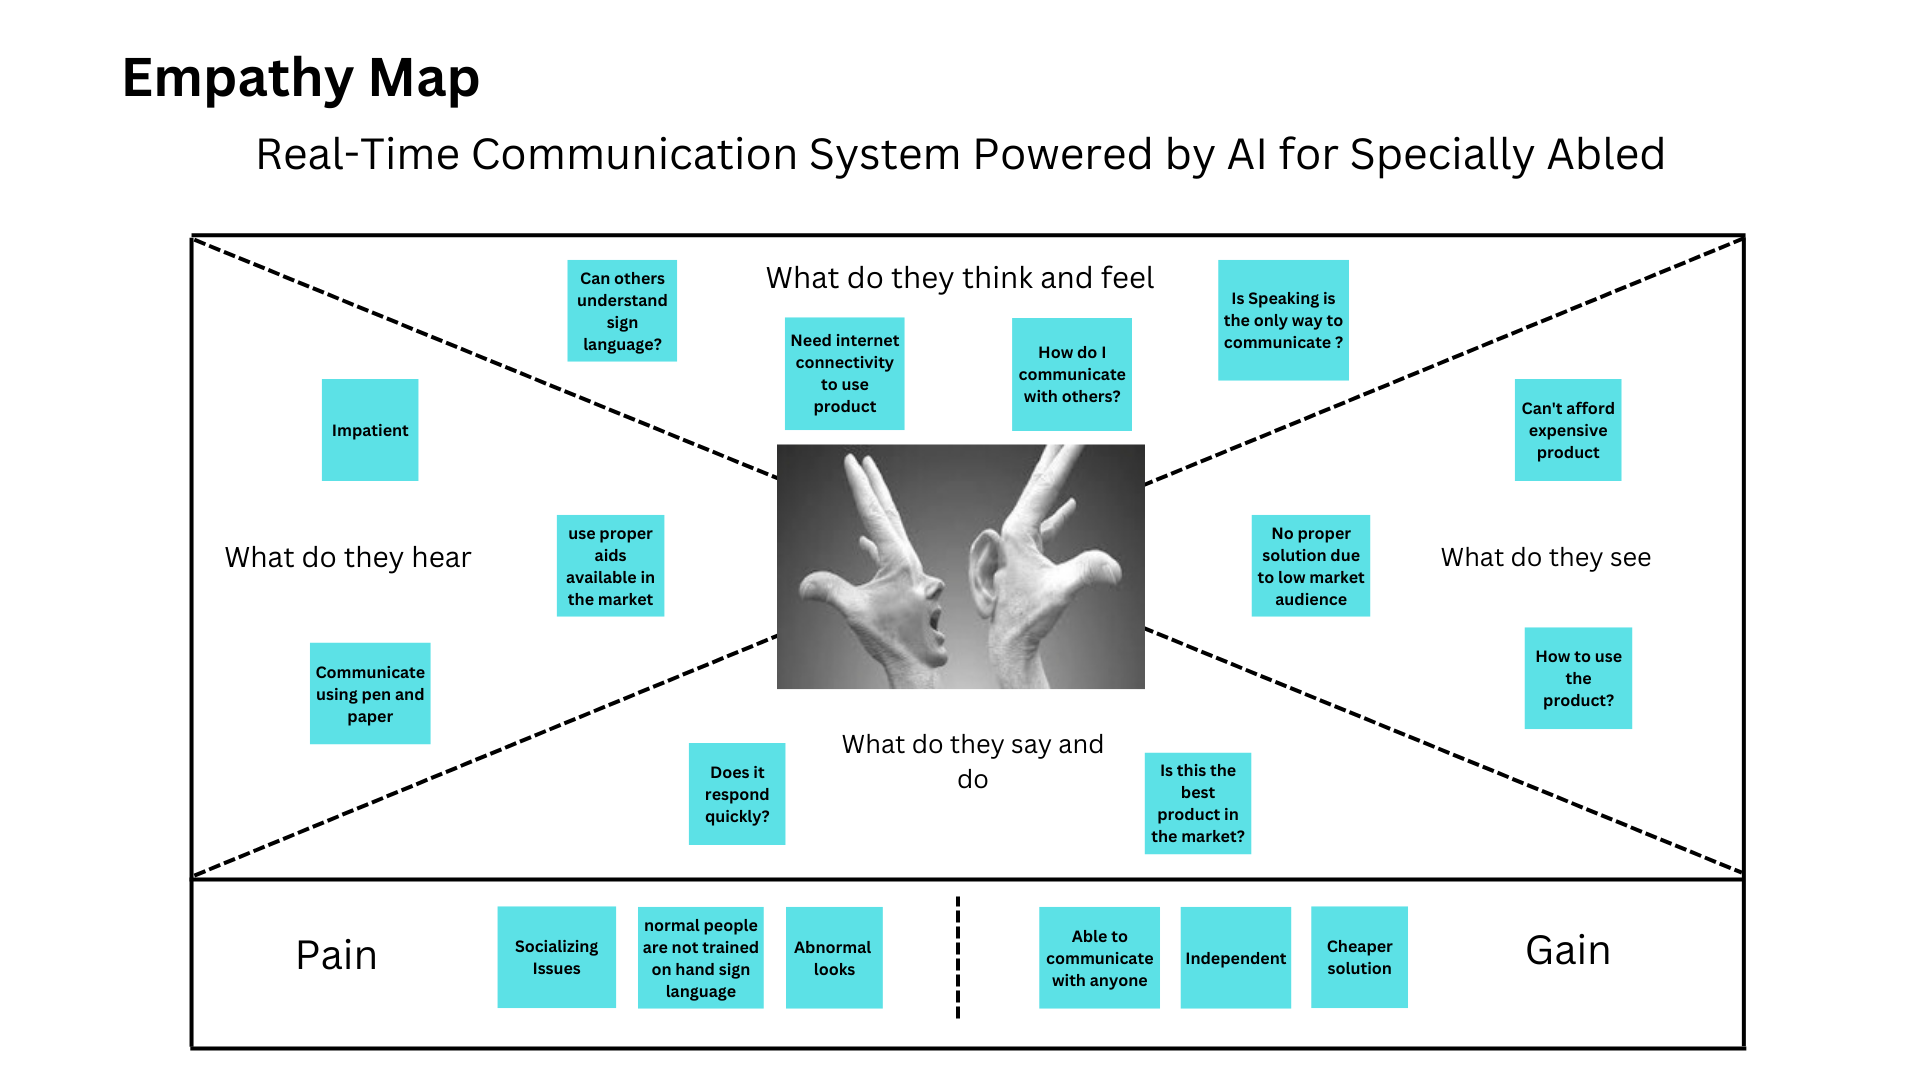 Empathy Map
Real-Time Communication System Powered by AI for Specially Abled
What do they think and feel
Can others
understand
sign
language?
Need internet
connectivity
to use
product
How do I
communicate
with others?
Is Speaking is
the only way to
communicate ?
Impatient
What do they hear
use proper
aids
available in
the market
Communicate
using pen and
paper
Can't afford
expensive
product
No proper
solution due
to low market
audience
What do they see
How to use
the
product?
What do they say and
do
Does it
respond
quickly?
Is this the
best
product in
the market?
Pain
Socializing
Issues
normal people
are not trained
on hand sign
language
Abnormal
looks
Able to
communicate
with anyone
Independent
Cheaper
solution
Gain